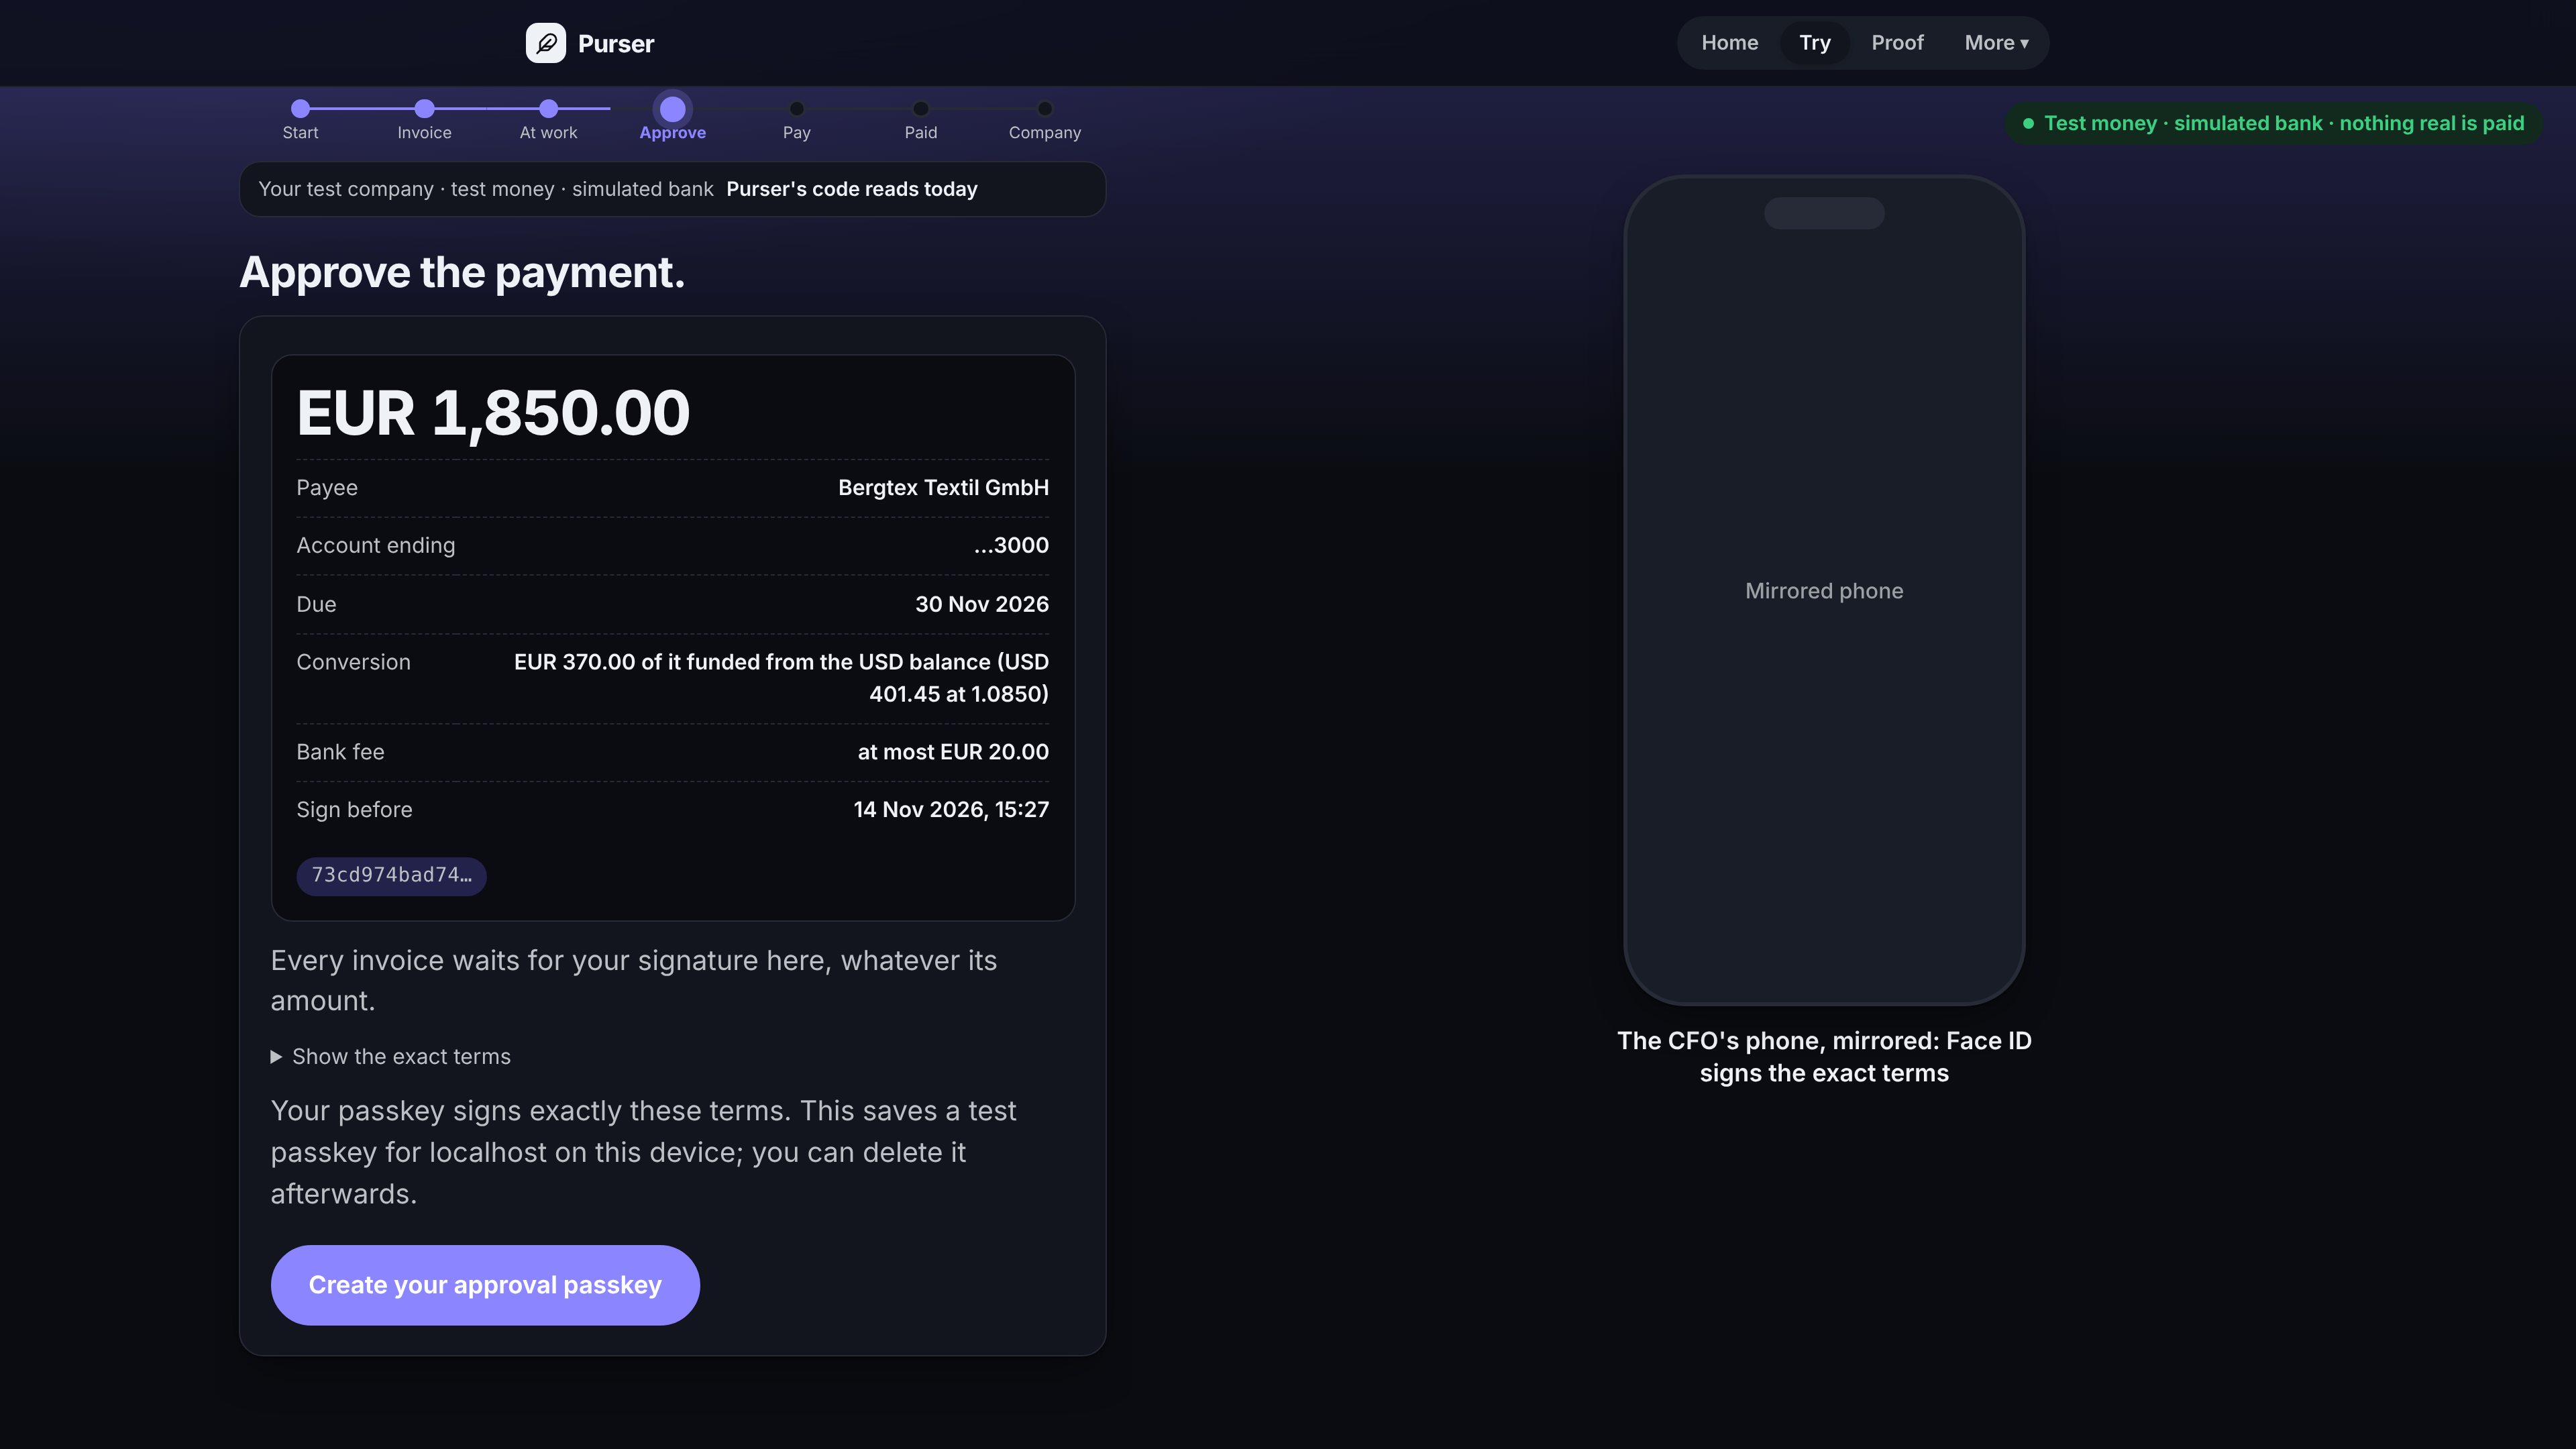 Purser
Home
Try
Proof
More ▾
Start
Invoice
At work
Approve
Pay
Paid
Company
Test money · simulated bank · nothing real is paid
Your test company · test money · simulated bank Purser's code reads today
Approve the payment.
EUR 1,850.00
Payee
Bergtex Textil GmbH
Account ending
…3000
Due
30 Nov 2026
Conversion
EUR 370.00 of it funded from the USD balance (USD
401.45 at 1.0850)
Bank fee
at most EUR 20.00
Sign before
14 Nov 2026, 15:27
73cd974bad74…
Every invoice waits for your signature here, whatever its
amount.
▶ Show the exact terms
Your passkey signs exactly these terms. This saves a test
passkey for localhost on this device; you can delete it
afterwards.
Create your approval passkey
Mirrored phone
The CFO's phone, mirrored: Face ID
signs the exact terms